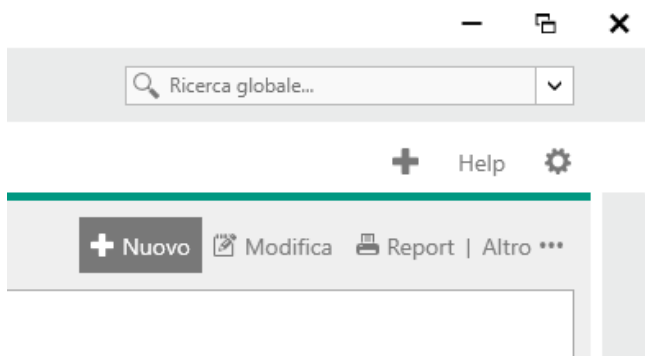 Ricerca globale...
Help
Nuovo Modifica Report | Altro •••